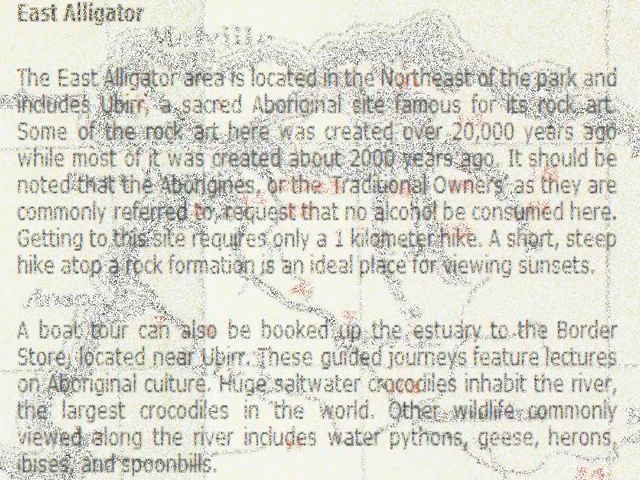 East Alligator
The East Alligator area is located in the Northeast of the park and
includes Ubirr, a sacred Aboriginal site famous for its rock art.
Some of the rock art here was created over 20,000 years ago
while most of it was created about 2000 years ago. It should be
noted that the Aborigines, or the Traditional Owners as they are
commonly referred to, request that no alcohol be consumed here.
Getting to this site requires only a 1 kilometer hike. A short, steep
hike atop a rock formation is an ideal place for viewing sunsets.
A boat tour can also be booked up the estuary to the Border
Store, located near Ubirr. These guided journeys feature lectures
on Aboriginal culture. Huge saltwater crocodiles inhabit the river,
the largest crocodiles in the world. Other wildlife commonly
viewed along the river includes water pythons, geese, herons,
ibises, and spoonbills.